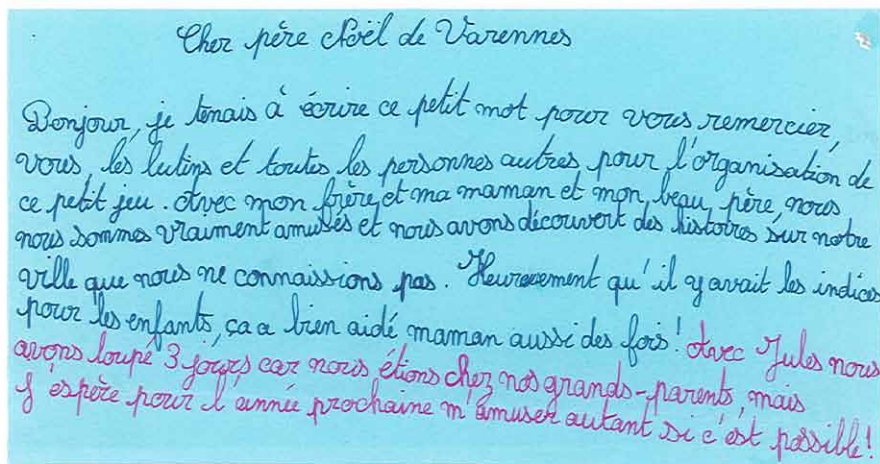 Cher père Noël de Varennes
Bonjour, je tenais à écrire ce petit mot pour vous remercier,
vous, les lutins et toutes les personnes autres pour l'organisation de
ce petit jeu. Avec mon frère et ma maman et mon beau père, nous
nous sommes vraiment amusés et nous avons découvert des histoires sur notre
ville que nous ne connaissions pas. Heureument qu'il y avait les indices
pour les enfants, ça a bien aidé maman aussi des fois! Avec Jules nous
avons loupé 3 jours car nous étions chez nos grands-parents, mais
j'éspère pour l'année prochaine m'amuser autant si c'est possible!